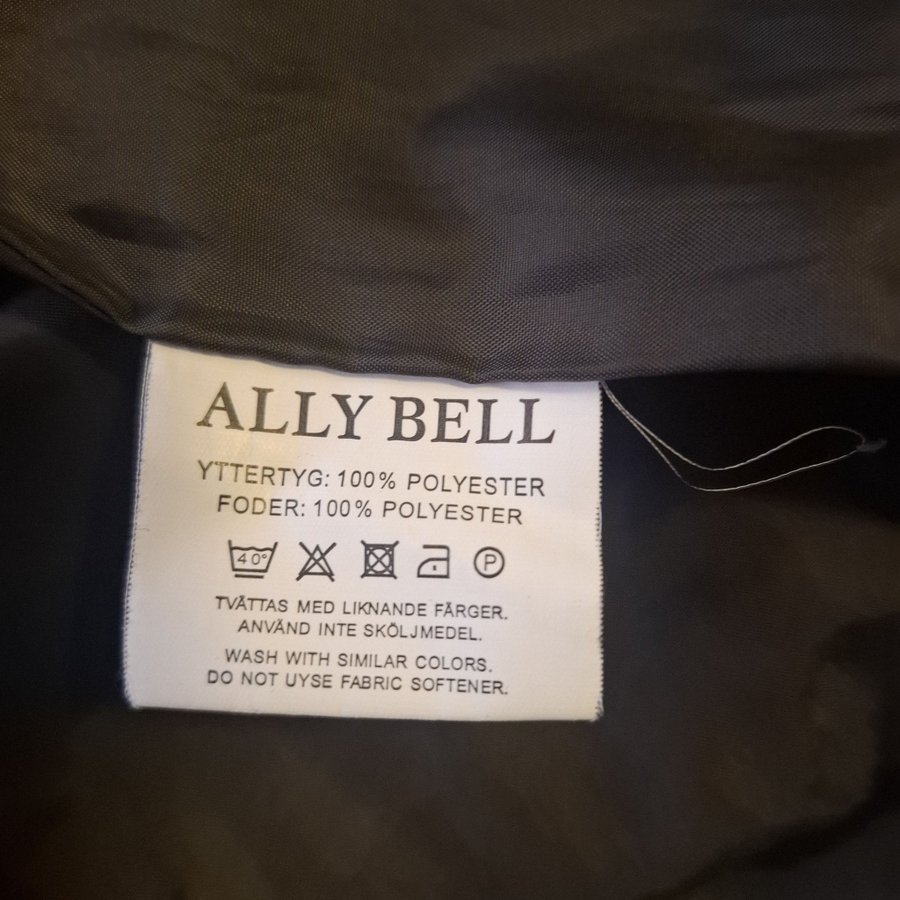 ALLY BELL
YTTERTYG: 100% POLYESTER
FODER: 100% POLYESTER
40° P
TVÄTTAS MED LIKNANDE FÄRGER.
ANVÄND INTE SKÖLJMEDEL.
WASH WITH SIMILAR COLORS.
DO NOT UYSE FABRIC SOFTENER.